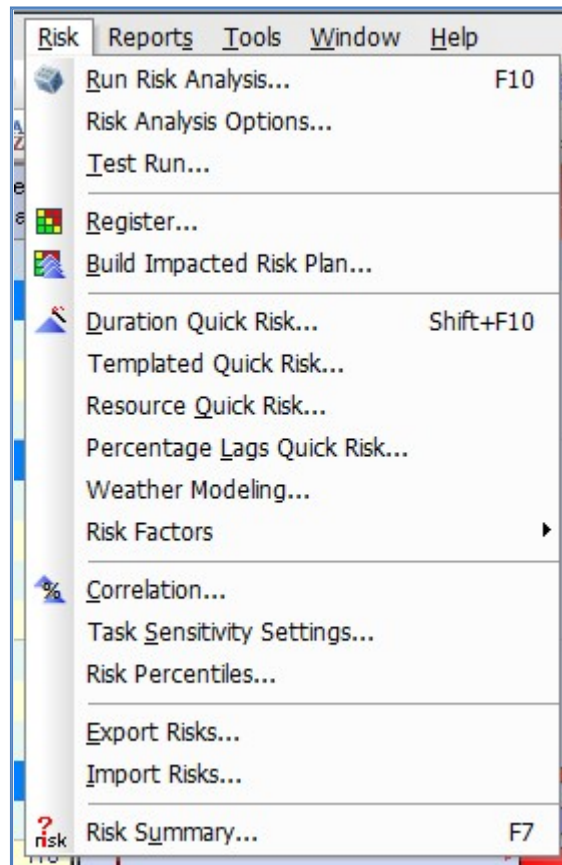 Risk Reports Tools Window Help
Run Risk Analysis... F10
Risk Analysis Options...
Test Run...
Register...
Build Impacted Risk Plan...
Duration Quick Risk... Shift+F10
Templated Quick Risk...
Resource Quick Risk...
Percentage Lags Quick Risk...
Weather Modeling...
Risk Factors
Correlation...
Task Sensitivity Settings...
Risk Percentiles...
Export Risks...
Import Risks...
? risk Risk Summary... F7